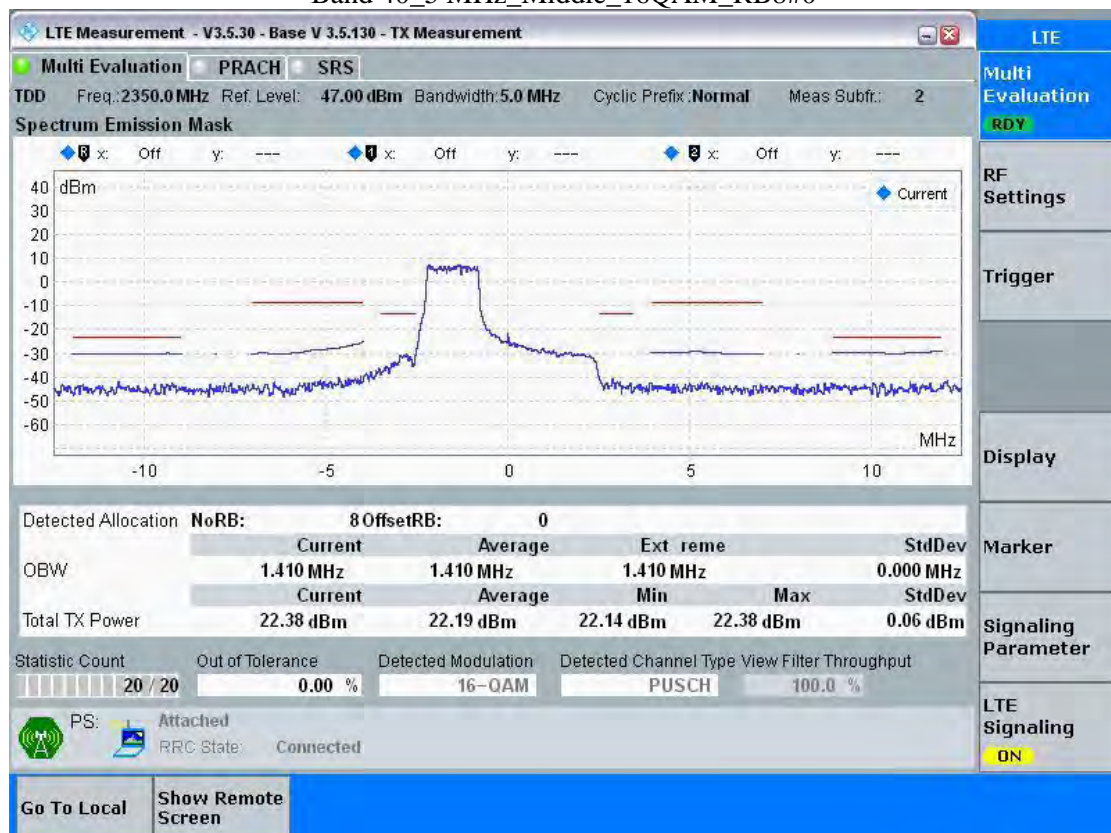 Band 40_5 MHz_Middle_16QAM_RB8#0
LTE Measurement - V3.5.30 - Base V 3.5.130 - TX Measurement
LTE
Multi Evaluation PRACH SRS
Multi Evaluation
RDY
TDD Freq.:2350.0 MHz Ref. Level: 47.00 dBm Bandwidth:5.0 MHz Cyclic Prefix :Normal Meas Subfr.: 2
Spectrum Emission Mask
R x: Off y: --- 1 x: Off y: --- 2 x: Off y: ---
RF Settings
40 dBm
Current
30
20
10
0
-10
-20
-30
-40
-50
-60
MHz
-10 -5 0 5 10
Trigger
Display
Detected Allocation NoRB: 8 OffsetRB: 0
Current Average Ext reme StdDev
OBW 1.410 MHz 1.410 MHz 1.410 MHz 0.000 MHz
Current Average Min Max StdDev
Total TX Power 22.38 dBm 22.19 dBm 22.14 dBm 22.38 dBm 0.06 dBm
Marker
Signaling Parameter
Statistic Count Out of Tolerance Detected Modulation Detected Channel Type View Filter Throughput
20 / 20 0.00 % 16-QAM PUSCH 100.0 %
PS: Attached
RRC State: Connected
LTE Signaling
ON
Go To Local
Show Remote Screen